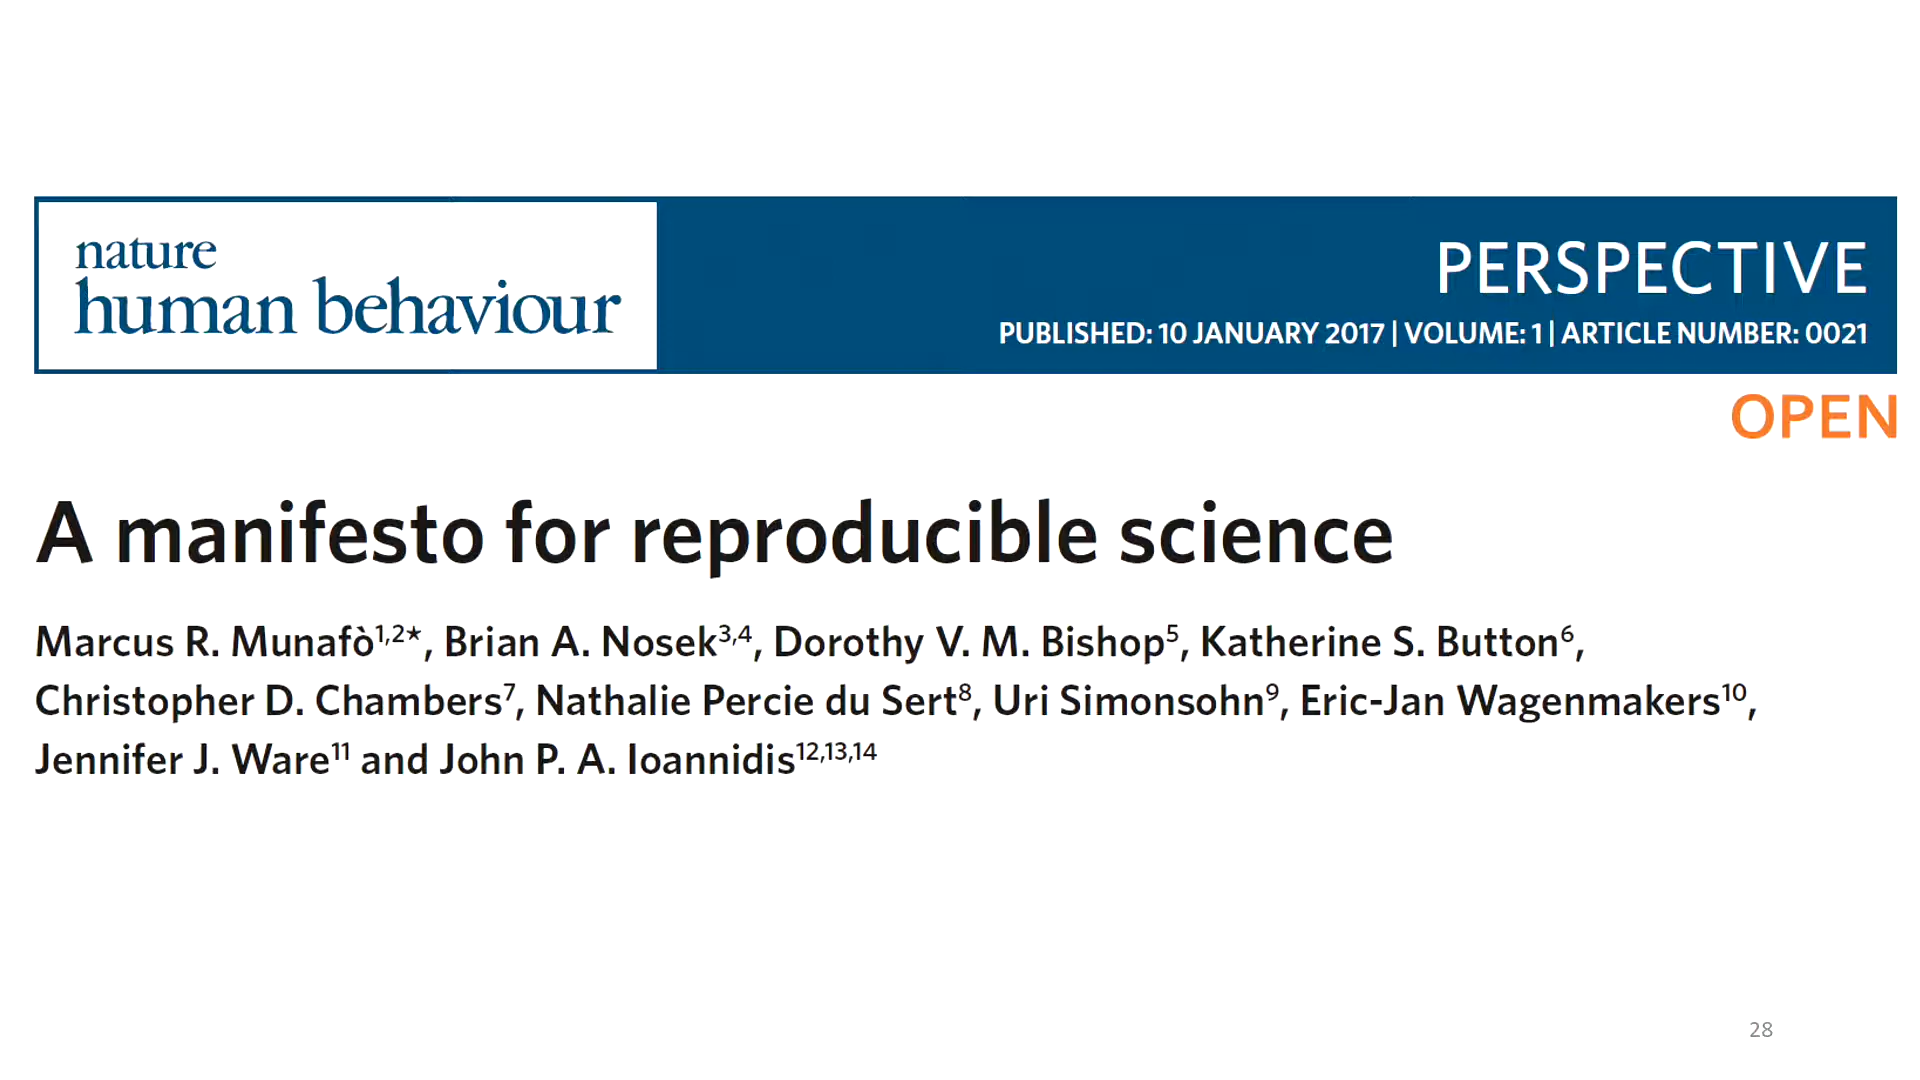 nature
human behaviour
PERSPECTIVE
PUBLISHED: 10 JANUARY 2017 | VOLUME: 1 | ARTICLE NUMBER: 0021
OPEN
A manifesto for reproducible science
Marcus R. Munafò1,2*, Brian A. Nosek3,4, Dorothy V. M. Bishop5, Katherine S. Button6,
Christopher D. Chambers7, Nathalie Percie du Sert8, Uri Simonsohn9, Eric-Jan Wagenmakers10,
Jennifer J. Ware11 and John P. A. Ioannidis12,13,14
28